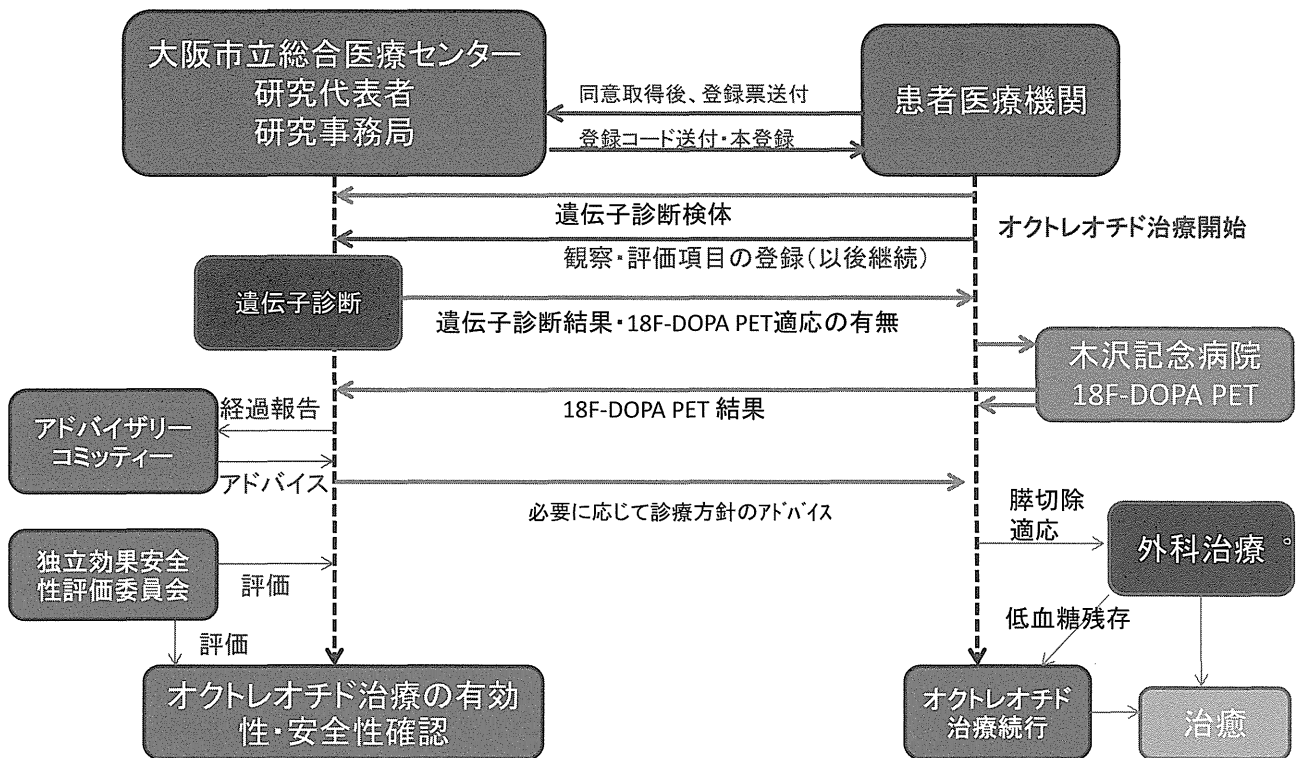 大阪市立総合医療センター
研究代表者
研究事務局
同意取得後、登録票送付
登録コード送付・本登録
患者医療機関
遺伝子診断検体
オクトレオチド治療開始
観察・評価項目の登録(以後継続)
遺伝子診断
遺伝子診断結果・18F-DOPA PET適応の有無
木沢記念病院
18F-DOPA PET
18F-DOPA PET 結果
経過報告
アドバイザリー
コミッティー
アドバイス
必要に応じて診療方針のアドバイス
膵切除
適応
外科治療
独立効果安全
性評価委員会
評価
評価
低血糖残存
オクトレオチド治療の有効
性・安全性確認
オクトレオチド
治療続行
治癒